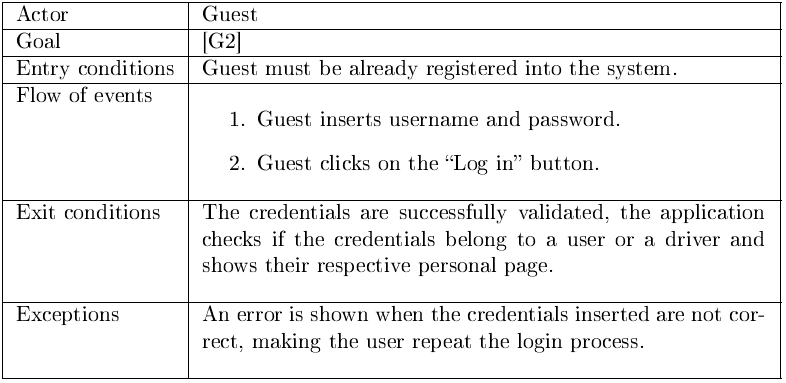 Actor Guest
Goal [G2]
Entry conditions Guest must be already registered into the system.
Flow of events
1. Guest inserts username and password.
2. Guest clicks on the “Log in” button.
Exit conditions The credentials are successfully validated, the application
checks if the credentials belong to a user or a driver and
shows their respective personal page.
Exceptions An error is shown when the credentials inserted are not cor-
rect, making the user repeat the login process.